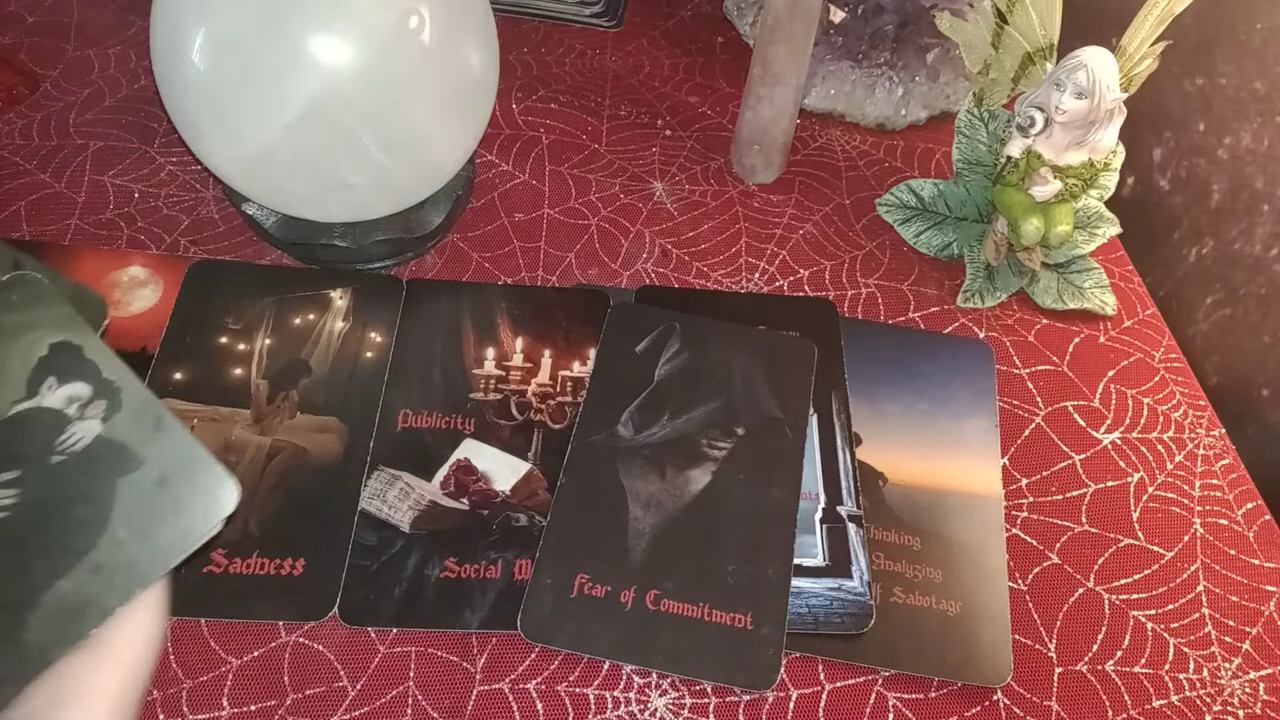 Sadness
Publicity
Social
Fear of Commitment
Thinking
Analyzing
Sabotage